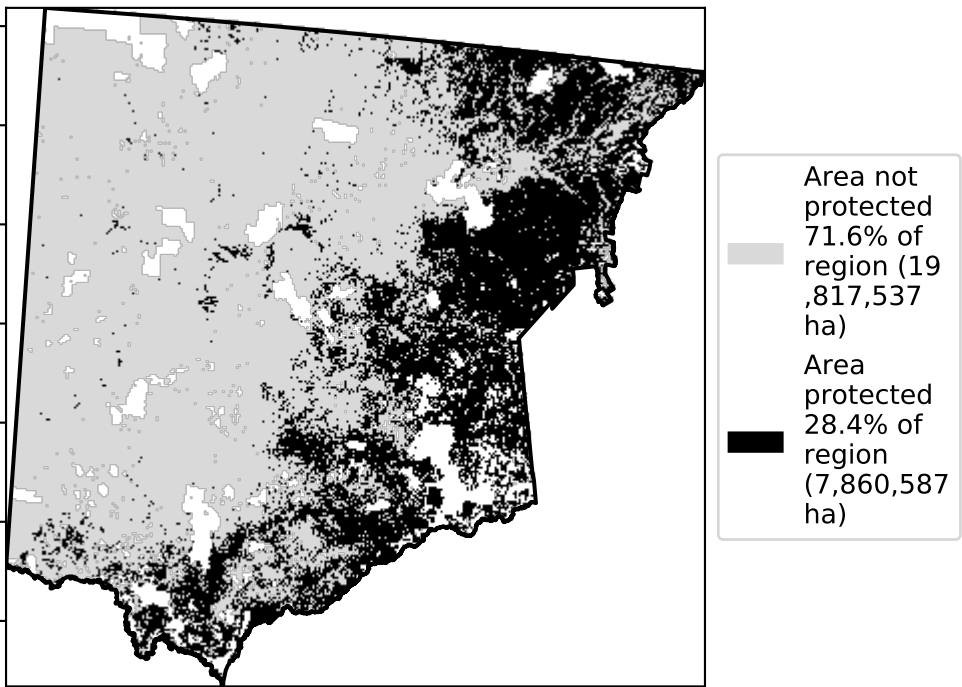 Area not
protected
71.6% of
region (19
,817,537
ha)
Area
protected
28.4% of
region
(7,860,587
ha)